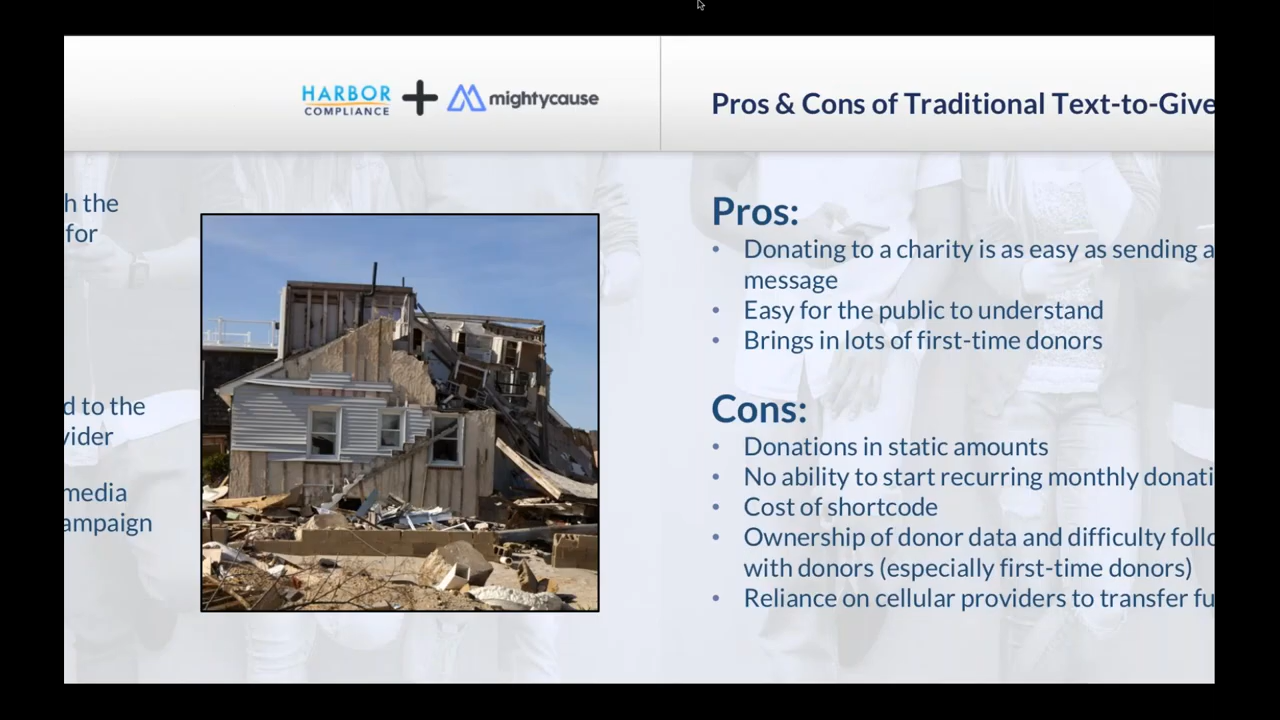 HARBOR
COMPLIANCE
mightycause
h the
for
d to the
vider
media
ampaign
Pros & Cons of Traditional Text-to-Give
Pros:
• Donating to a charity is as easy as sending a
message
• Easy for the public to understand
• Brings in lots of first-time donors
Cons:
• Donations in static amounts
• No ability to start recurring monthly donati
• Cost of shortcode
• Ownership of donor data and difficulty follo
with donors (especially first-time donors)
• Reliance on cellular providers to transfer fu